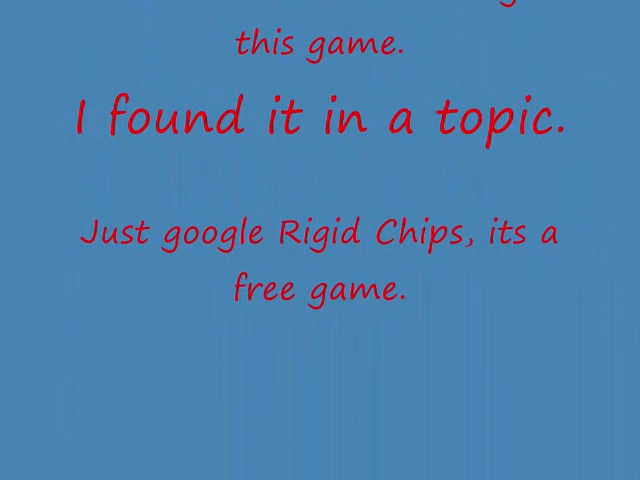 this game.
I found it in a topic.
Just google Rigid Chips, its a
free game.